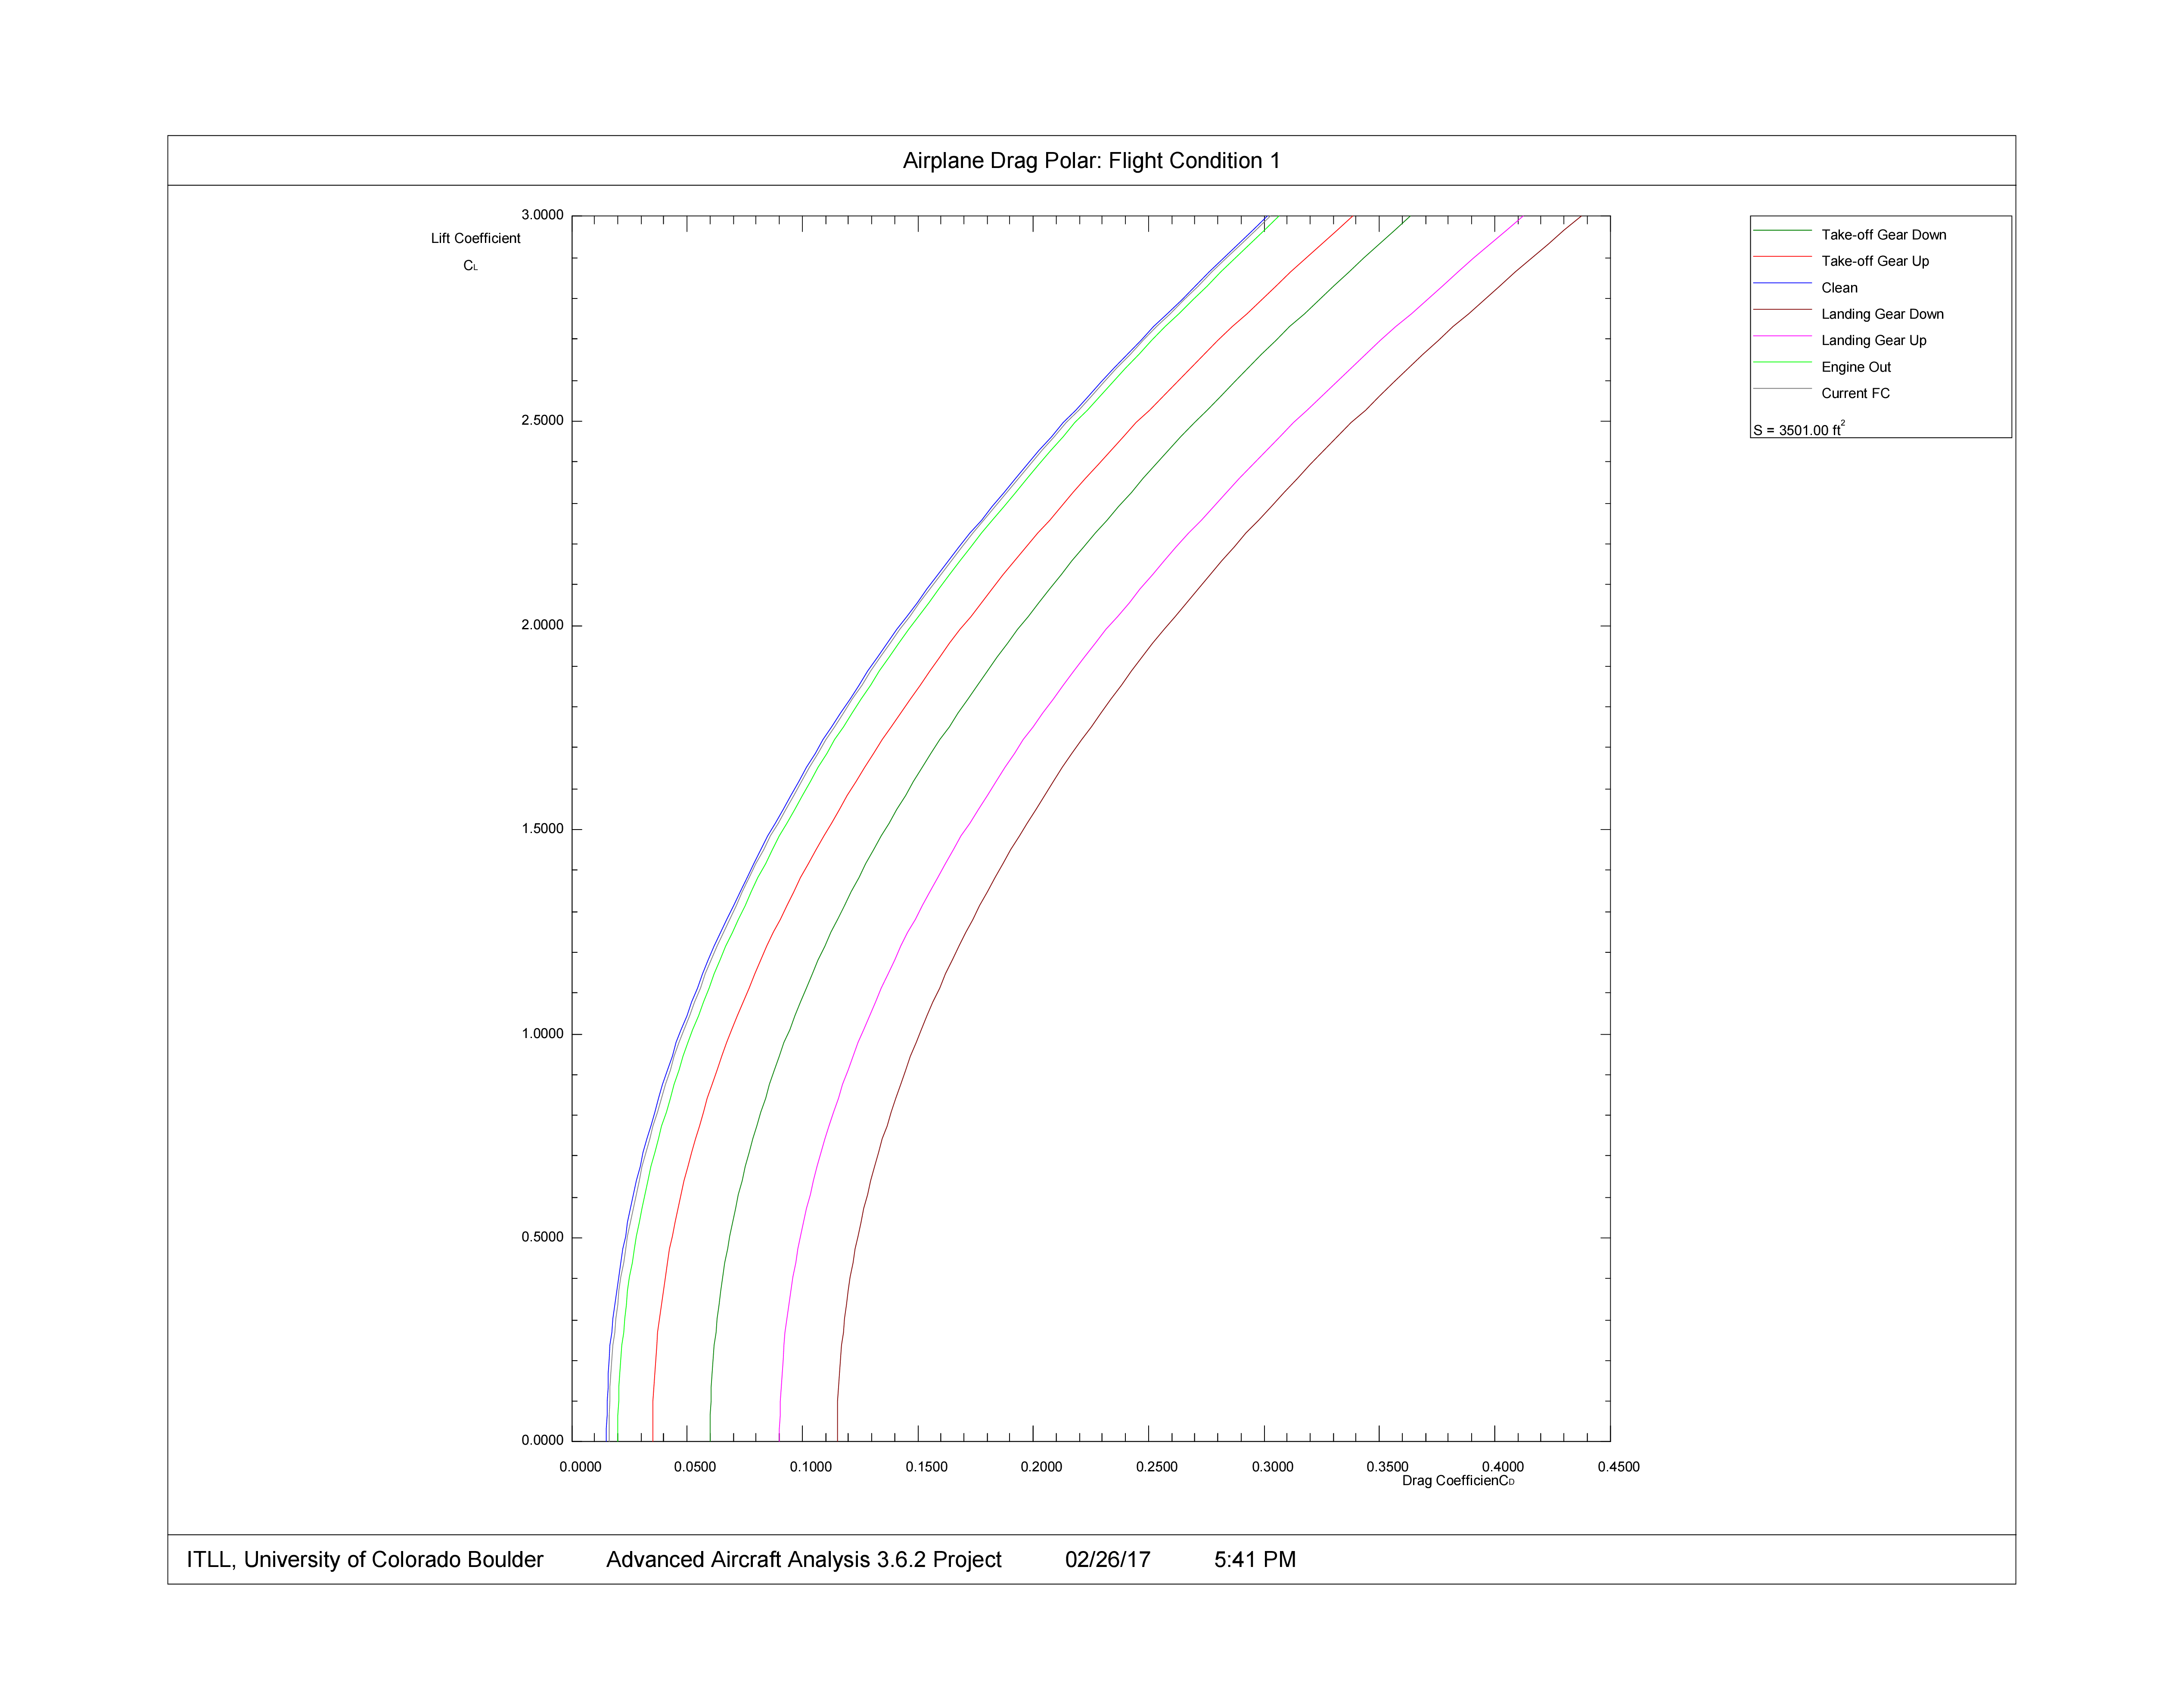 Airplane Drag Polar: Flight Condition 1
Lift Coefficient
CL
3.0000
2.5000
2.0000
1.5000
1.0000
0.5000
0.0000
0.0000 0.0500 0.1000 0.1500 0.2000 0.2500 0.3000 0.3500 0.4000 0.4500
Drag CoefficienCD
Take-off Gear Down
Take-off Gear Up
Clean
Landing Gear Down
Landing Gear Up
Engine Out
Current FC
S = 3501.00 ft2
ITLL, University of Colorado Boulder Advanced Aircraft Analysis 3.6.2 Project 02/26/17 5:41 PM